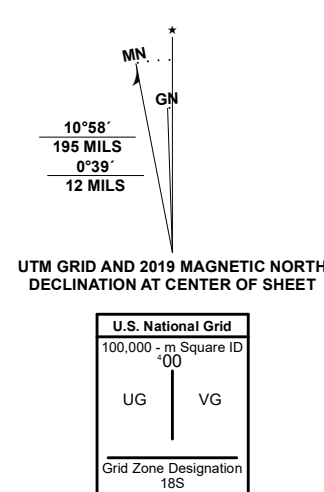 ★
MN
GN
10°58´
195 MILS
0°39´
12 MILS
UTM GRID AND 2019 MAGNETIC NORTH
DECLINATION AT CENTER OF SHEET
U.S. National Grid
100,000 - m Square ID
⁴00
UG VG
Grid Zone Designation
18S